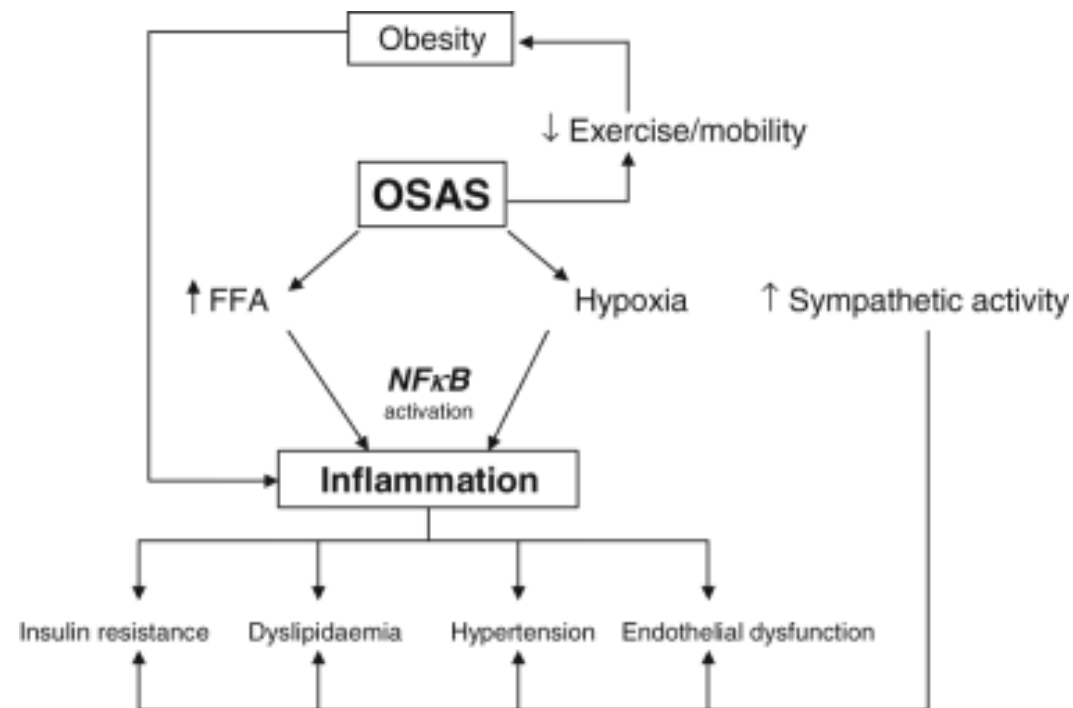 Obesity
↓ Exercise/mobility
OSAS
↑ FFA
Hypoxia
↑ Sympathetic activity
NFκB
activation
Inflammation
Insulin resistance
Dyslipidaemia
Hypertension
Endothelial dysfunction